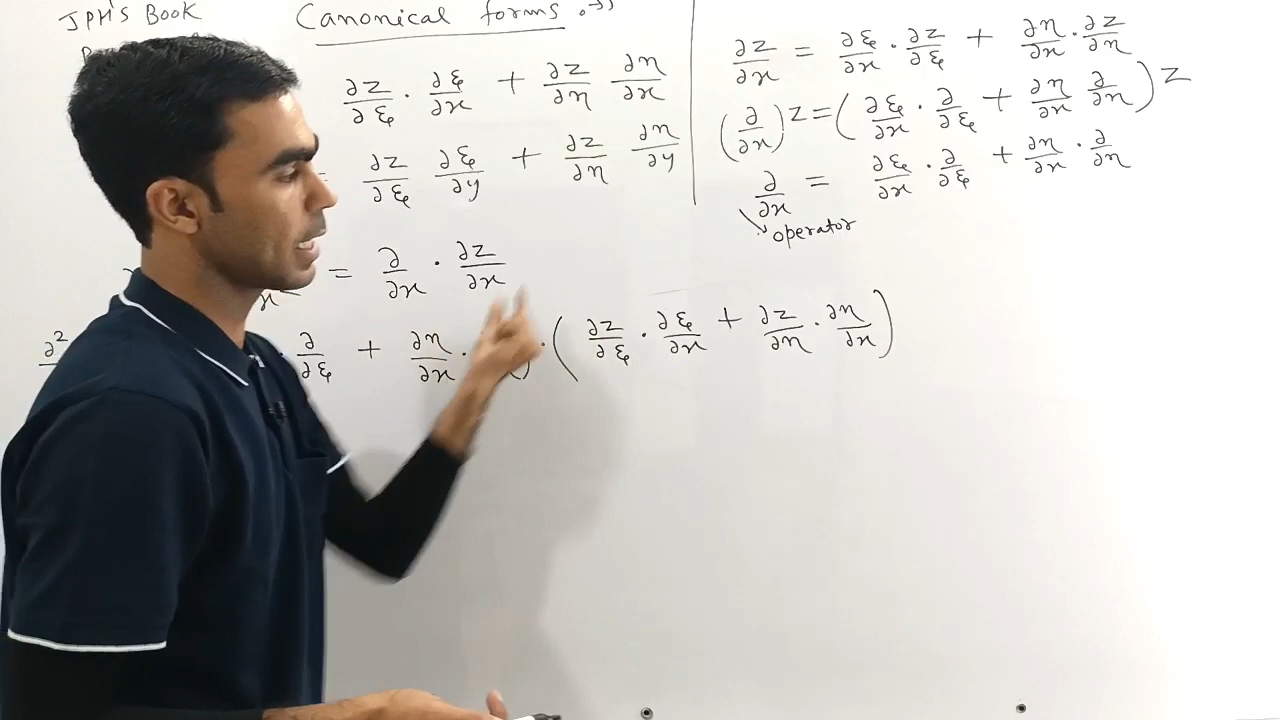 JPH's Book
Canonical forms :→
∂z/∂ξ · ∂ξ/∂x + ∂z/∂η ∂η/∂x
= ∂z/∂ξ ∂ξ/∂y + ∂z/∂η ∂η/∂y
= ∂/∂x · ∂z/∂x
∂²
· ∂/∂ξ + ∂η/∂x · ) · ( ∂z/∂ξ · ∂ξ/∂x + ∂z/∂η · ∂η/∂x )
∂z/∂x = ∂ξ/∂x · ∂z/∂ξ + ∂η/∂x · ∂z/∂η
(∂/∂x) z = ( ∂ξ/∂x · ∂/∂ξ + ∂η/∂x ∂/∂η ) z
∂/∂x = ∂ξ/∂x · ∂/∂ξ + ∂η/∂x · ∂/∂η
operator